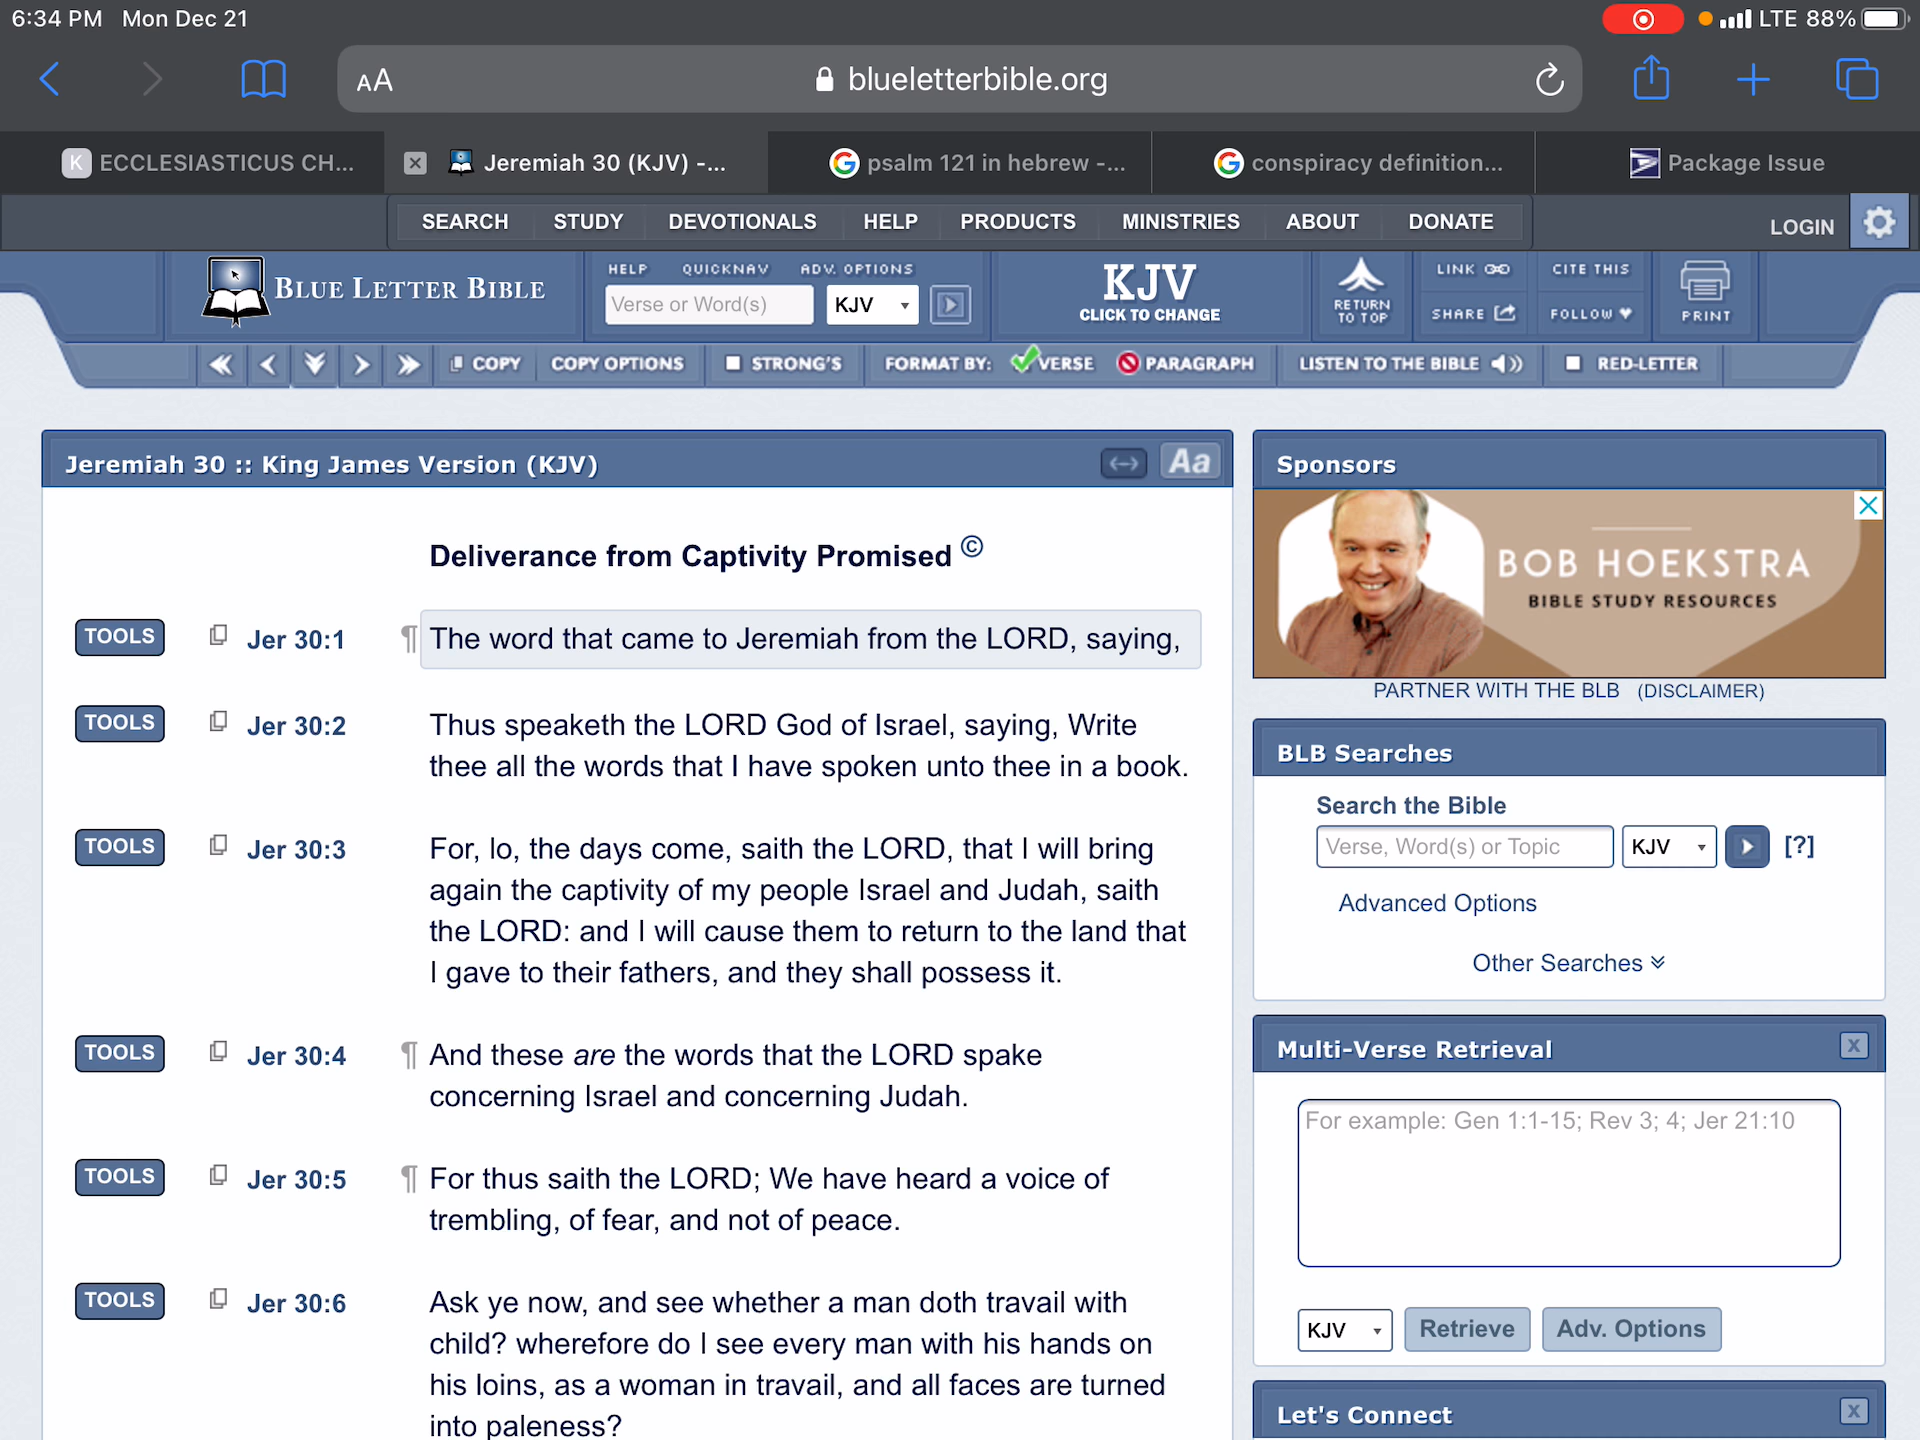 6:34 PM Mon Dec 21
LTE 88%
AA
blueletterbible.org
K ECCLESIASTICUS CH...
Jeremiah 30 (KJV) -...
psalm 121 in hebrew -...
conspiracy definition...
Package Issue
SEARCH STUDY DEVOTIONALS HELP PRODUCTS MINISTRIES ABOUT DONATE
LOGIN
BLUE LETTER BIBLE
HELP QUICKNAV ADV. OPTIONS
Verse or Word(s) KJV
KJV
CLICK TO CHANGE
RETURN
TO TOP
LINK CITE THIS
SHARE FOLLOW
PRINT
COPY COPY OPTIONS STRONG'S FORMAT BY: VERSE PARAGRAPH LISTEN TO THE BIBLE RED-LETTER
Jeremiah 30 :: King James Version (KJV)
Aa
Deliverance from Captivity Promised ©
TOOLS Jer 30:1 ¶ The word that came to Jeremiah from the LORD, saying,
TOOLS Jer 30:2 Thus speaketh the LORD God of Israel, saying, Write
thee all the words that I have spoken unto thee in a book.
TOOLS Jer 30:3 For, lo, the days come, saith the LORD, that I will bring
again the captivity of my people Israel and Judah, saith
the LORD: and I will cause them to return to the land that
I gave to their fathers, and they shall possess it.
TOOLS Jer 30:4 ¶ And these are the words that the LORD spake
concerning Israel and concerning Judah.
TOOLS Jer 30:5 ¶ For thus saith the LORD; We have heard a voice of
trembling, of fear, and not of peace.
TOOLS Jer 30:6 Ask ye now, and see whether a man doth travail with
child? wherefore do I see every man with his hands on
his loins, as a woman in travail, and all faces are turned
into paleness?
Sponsors
BOB HOEKSTRA
BIBLE STUDY RESOURCES
PARTNER WITH THE BLB (DISCLAIMER)
BLB Searches
Search the Bible
Verse, Word(s) or Topic KJV [?]
Advanced Options
Other Searches
Multi-Verse Retrieval X
For example: Gen 1:1-15; Rev 3; 4; Jer 21:10
KJV Retrieve Adv. Options
Let's Connect X